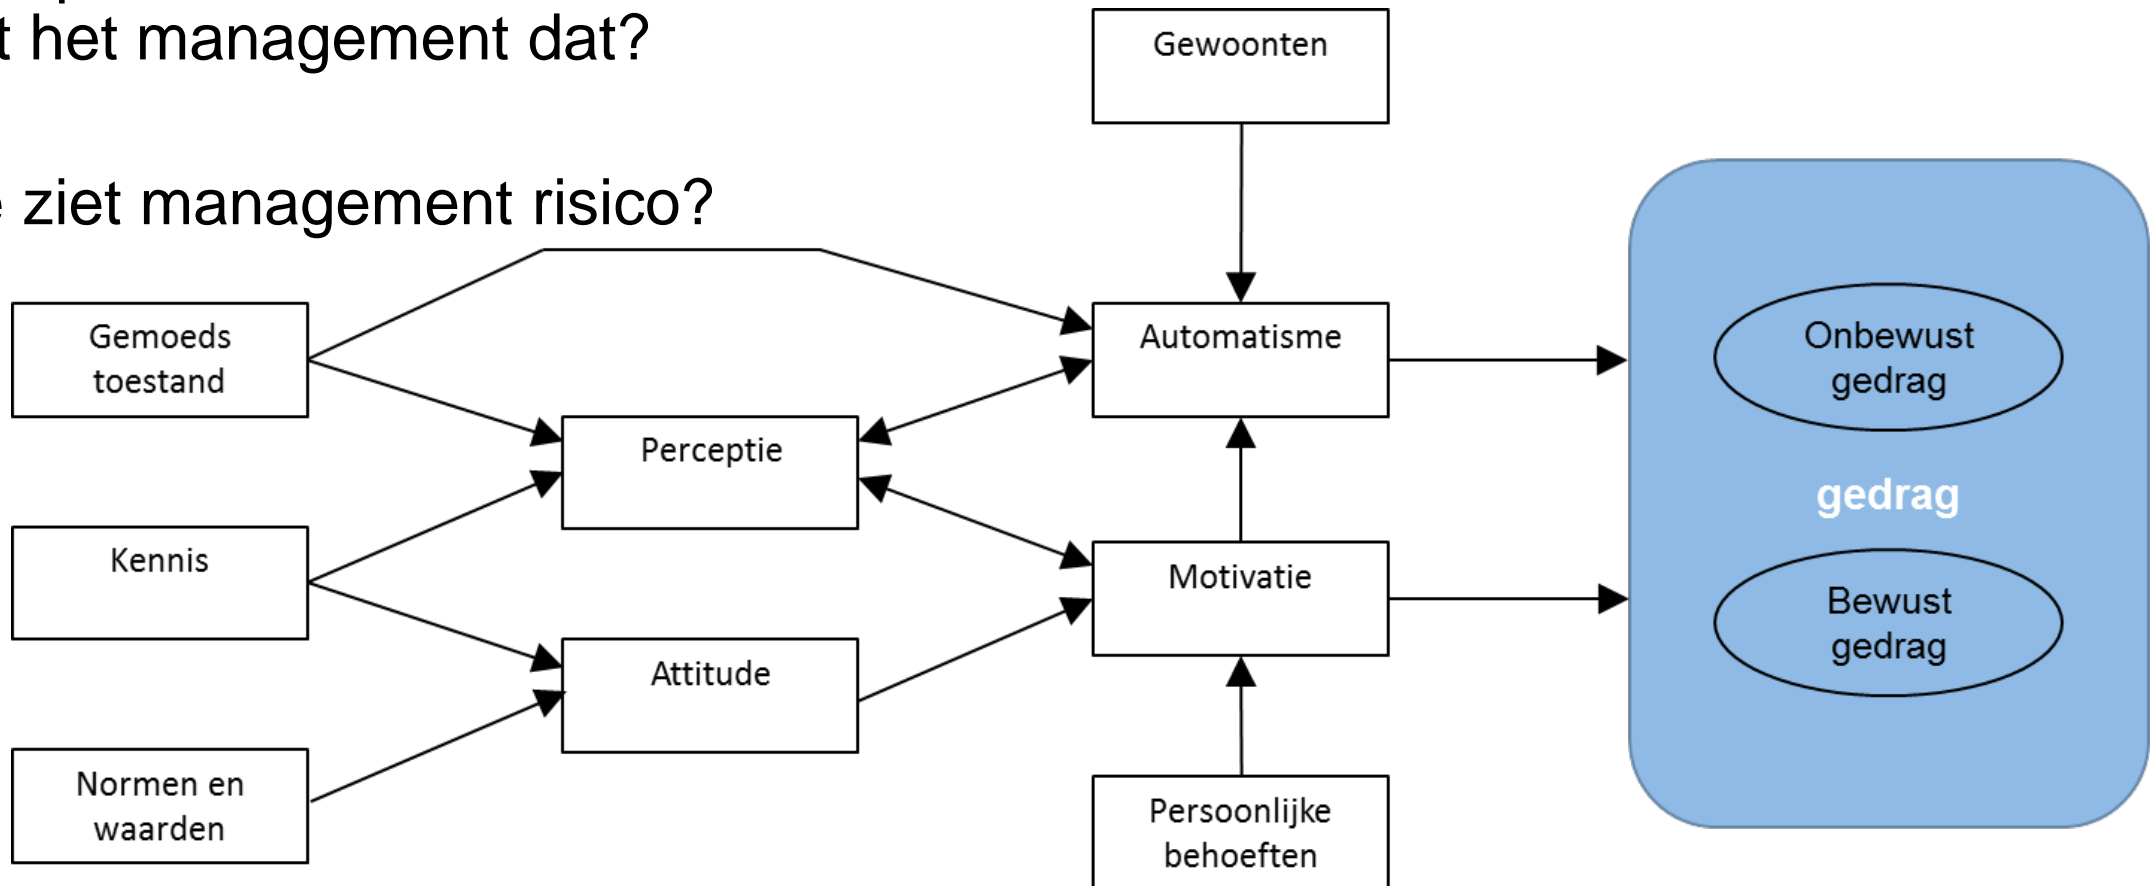 t het management dat?
ziet management risico?
Gewoonten
Gemoeds
toestand
Automatisme
Onbewust
gedrag
Perceptie
gedrag
Kennis
Motivatie
Bewust
gedrag
Attitude
Normen en
waarden
Persoonlijke
behoeften